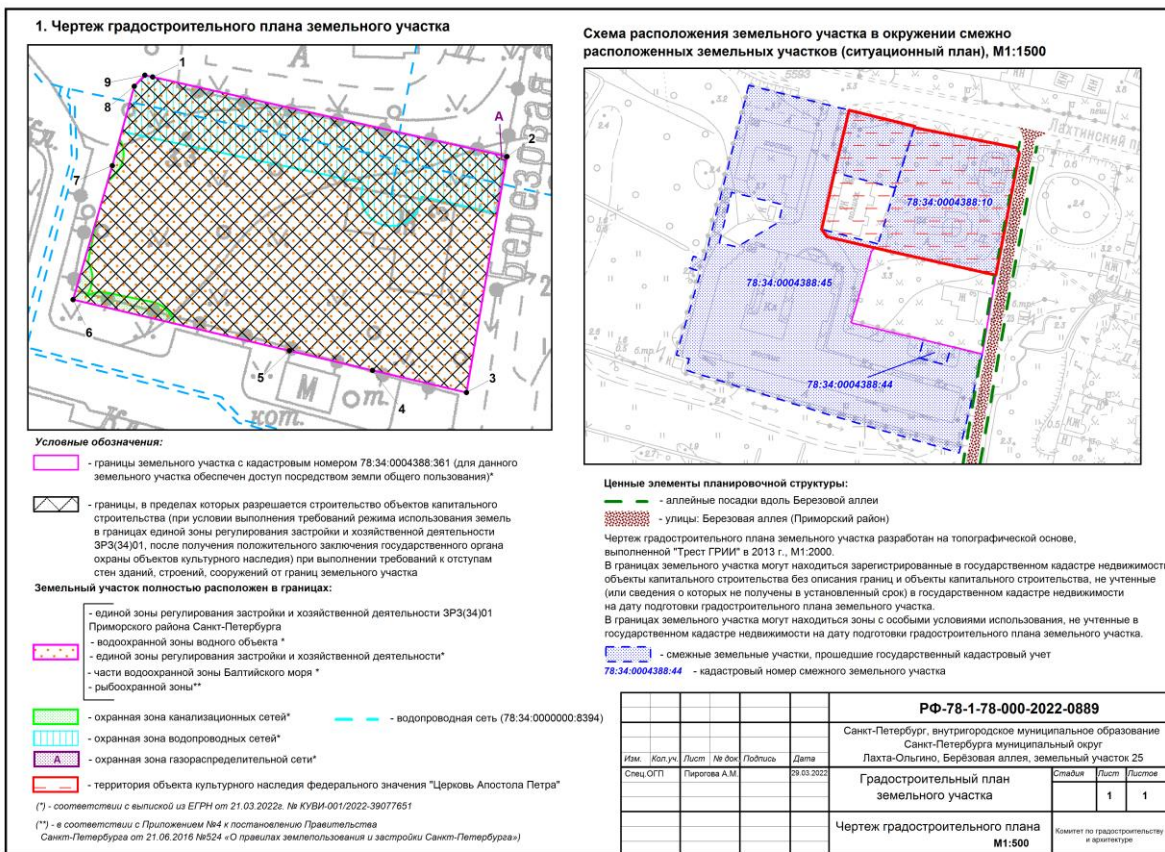 1. Чертеж градостроительного плана земельного участка
1
9
8
А
А
2
7
Березовая
2
6
5
М
от.
4
3
кот.
Условные обозначения:
- границы земельного участка с кадастровым номером 78:34:0004388:361 (для данного
земельного участка обеспечен доступ посредством земли общего пользования)*
- границы, в пределах которых разрешается строительство объектов капитального
строительства (при условии выполнения требований режима использования земель
в границах единой зоны регулирования застройки и хозяйственной деятельности
ЗРЗ(34)01, после получения положительного заключения государственного органа
охраны объектов культурного наследия) при выполнении требований к отступам
стен зданий, строений, сооружений от границ земельного участка
Земельный участок полностью расположен в границах:
- единой зоны регулирования застройки и хозяйственной деятельности ЗРЗ(34)01
Приморского района Санкт-Петербурга
- водоохранной зоны водного объекта *
- единой зоны регулирования застройки и хозяйственной деятельности*
- части водоохранной зоны Балтийского моря *
- рыбоохранной зоны**
- охранная зона канализационных сетей*
- водопроводная сеть (78:34:0000000:8394)
- охранная зона водопроводных сетей*
А - охранная зона газораспределительной сети*
- территория объекта культурного наследия федерального значения "Церковь Апостола Петра"
(*) - соответствии с выпиской из ЕГРН от 21.03.2022г. № КУВИ-001/2022-39077651
(**) - в соответствии с Приложением №4 к постановлению Правительства
Санкт-Петербурга от 21.06.2016 №524 «О правилах землепользования и застройки Санкт-Петербурга»)
Схема расположения земельного участка в окружении смежно
расположенных земельных участков (ситуационный план), М1:1500
Лахтинский
78:34:0004388:10
78:34:0004388:45
78:34:0004388:44
Ценные элементы планировочной структуры:
- аллейные посадки вдоль Березовой аллеи
- улицы: Березовая аллея (Приморский район)
Чертеж градостроительного плана земельного участка разработан на топографической основе,
выполненной "Трест ГРИИ" в 2013 г., М1:2000.
В границах земельного участка могут находиться зарегистрированные в государственном кадастре недвижимости
объекты капитального строительства без описания границ и объекты капитального строительства, не учтенные
(или сведения о которых не получены в установленный срок) в государственном кадастре недвижимости
на дату подготовки градостроительного плана земельного участка.
В границах земельного участка могут находиться зоны с особыми условиями использования, не учтенные в
государственном кадастре недвижимости на дату подготовки градостроительного плана земельного участка.
- смежные земельные участки, прошедшие государственный кадастровый учет
78:34:0004388:44 - кадастровый номер смежного земельного участка
РФ-78-1-78-000-2022-0889
Санкт-Петербург, внутригородское муниципальное образование
Санкт-Петербурга муниципальный округ
Лахта-Ольгино, Берёзовая аллея, земельный участок 25
Изм. Кол.уч. Лист № док Подпись Дата
Спец.ОГП Пирогова А.М. 29.03.2022
Градостроительный план
земельного участка
Стадия Лист Листов
1 1
Чертеж градостроительного плана
М1:500
Комитет по градостроительству
и архитектуре